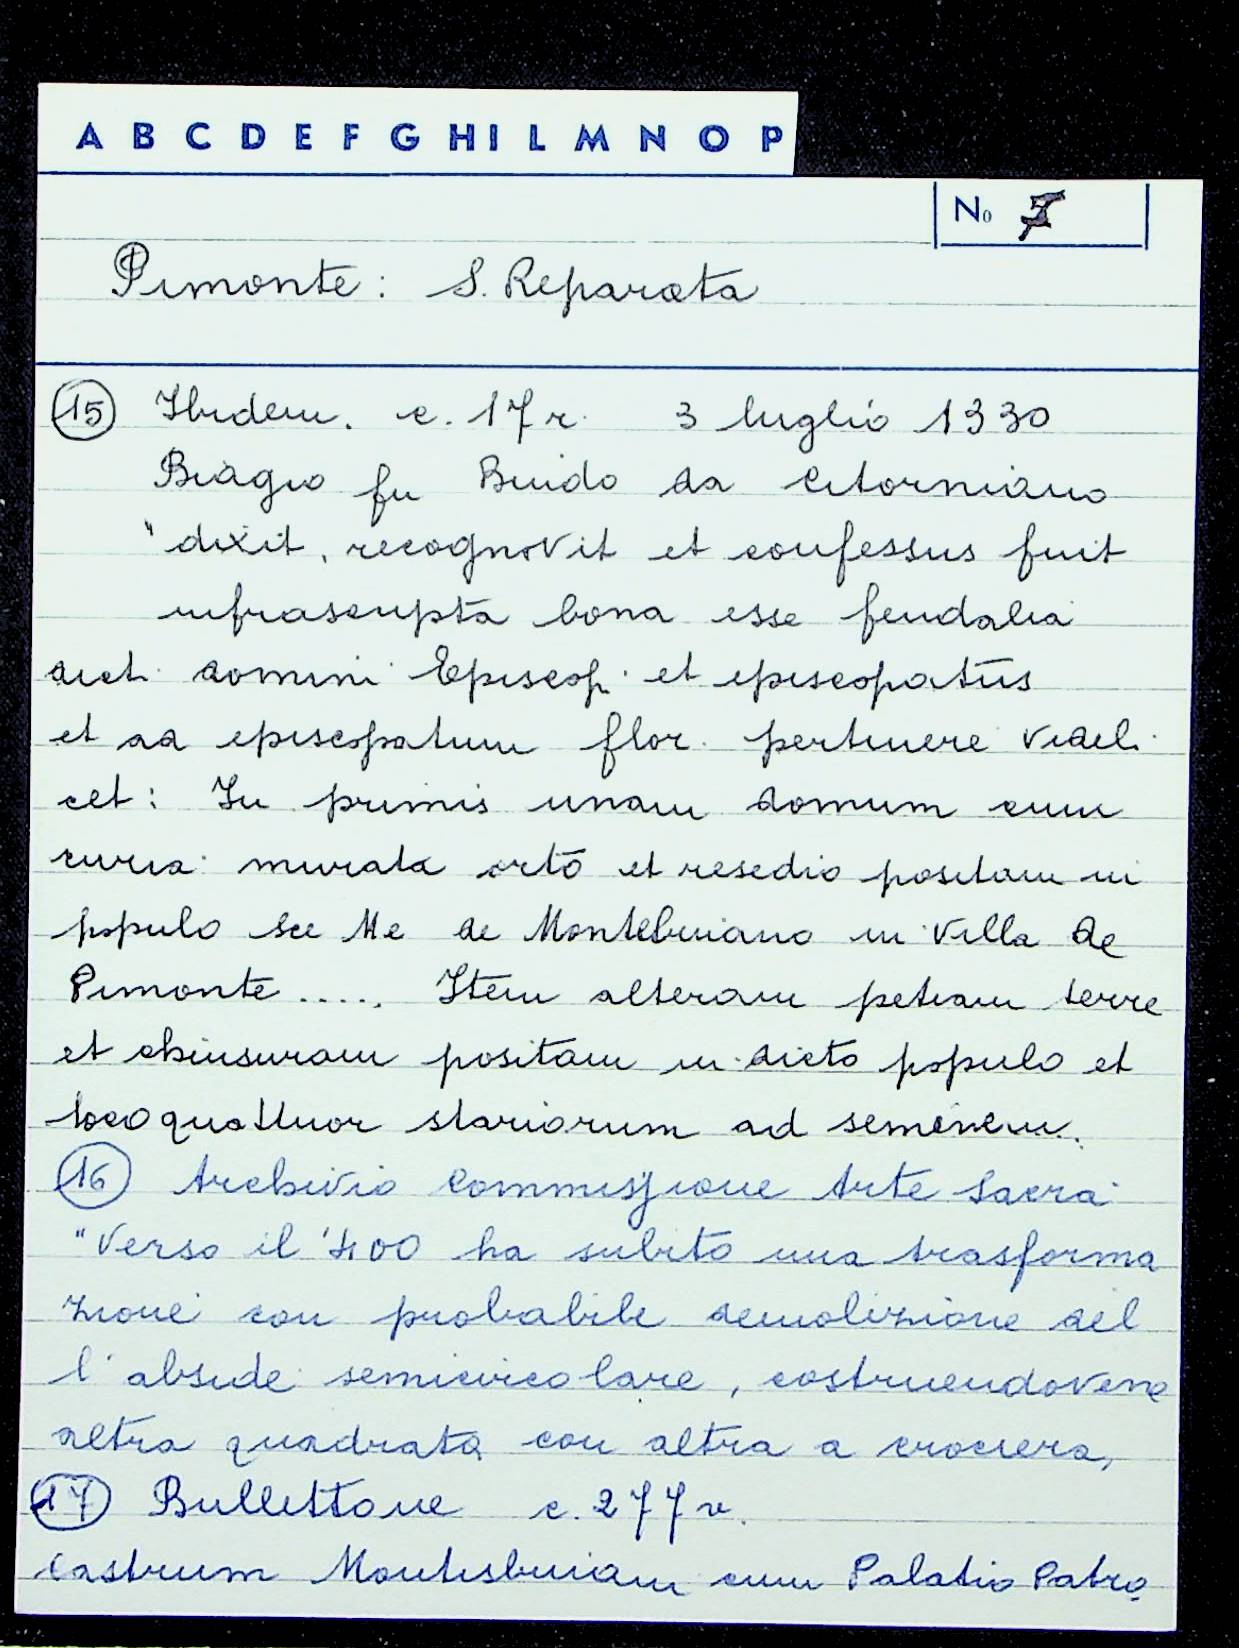 A B C D E F G H I L M N O P
No 7
Pimonte: S. Reparata
15 Ibidem. c. 17 r. 3 luglio 1330
Biagio fu Buido da Citorniano
"dixit, recognovit et confessus fuit
infrascripta bona esse feudalia
dict. domini Episcop. et episcopatus
et ad episcopatum flor. pertinere videli
cet: In primis unam domum cum
curia murata orto et resedio positam in
populo sce Me de Montebuiano in villa de
Pimonte .... Item alteram petiam terre
et chiusuram positam in dicto populo et
loco quattuor stariorum ad semenem.
16 Archivio Commissione Arte Sacra
"Verso il '400 ha subito una trasforma
zione con probabile demolizione del
l'abside semicircolare, costruendovene
altra quadrata con altra a crociera,
17 Bullettone c. 277 v.
Castrum Montisbuiani cum Palatio Patro